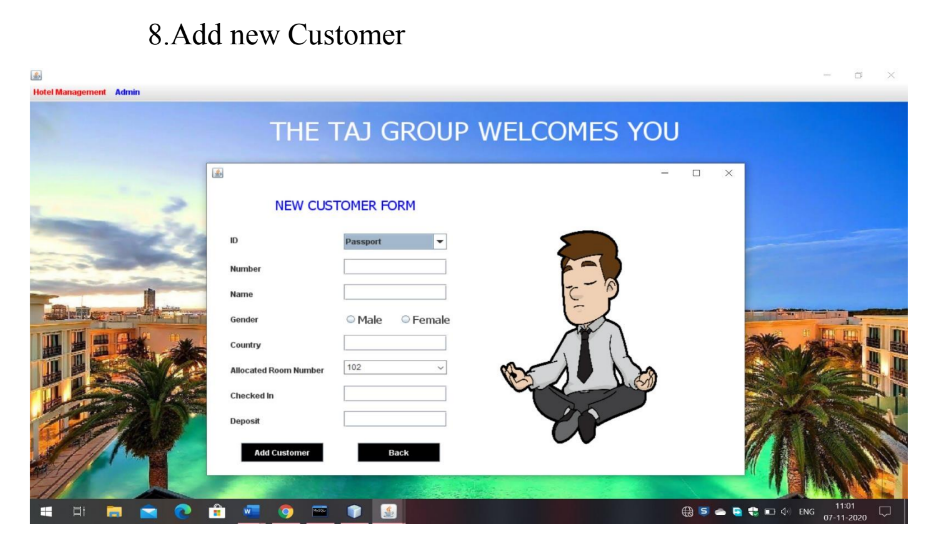 8.Add new Customer
Hotel Management Admin
THE TAJ GROUP WELCOMES YOU
NEW CUSTOMER FORM
ID Passport
Number
Name
Gender Male Female
Country
Allocated Room Number 102
Checked In
Deposit
Add Customer Back
ENG 11:01
07-11-2020